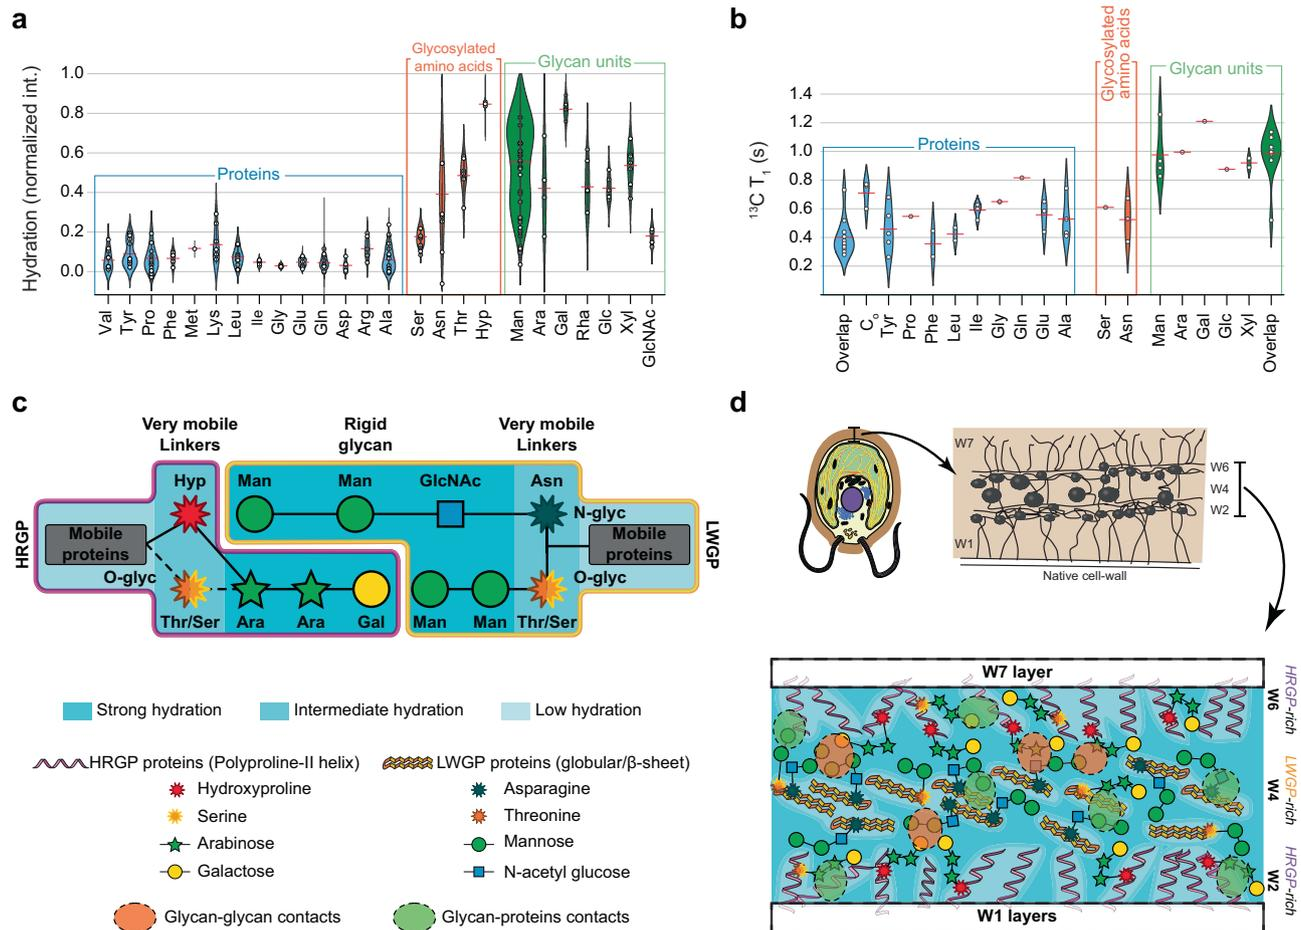 a
Glycosylated
amino acids
Glycan units
Proteins
Hydration (normalized int.)
1.0
0.8
0.6
0.4
0.2
0.0
Val
Tyr
Pro
Phe
Met
Lys
Leu
Ile
Gly
Glu
Gln
Asp
Arg
Ala
Ser
Asn
Thr
Hyp
Man
Ara
Gal
Rha
Glc
Xyl
GlcNAc
b
Glycosylated
amino acids
Glycan units
Proteins
13C T1 (s)
1.4
1.2
1.0
0.8
0.6
0.4
0.2
Overlap
Co
Tyr
Pro
Phe
Leu
Ile
Gly
Gln
Glu
Ala
Ser
Asn
Man
Ara
Gal
Glc
Xyl
Overlap
c
Very mobile
Linkers
Rigid
glycan
Very mobile
Linkers
Hyp
Man
Man
GlcNAc
Asn
N-glyc
HRGP
Mobile
proteins
Mobile
proteins
LWGP
O-glyc
O-glyc
Thr/Ser
Ara
Ara
Gal
Man
Man
Thr/Ser
Strong hydration
Intermediate hydration
Low hydration
HRGP proteins (Polyproline-II helix)
LWGP proteins (globular/β-sheet)
Hydroxyproline
Asparagine
Serine
Threonine
Arabinose
Mannose
Galactose
N-acetyl glucose
Glycan-glycan contacts
Glycan-proteins contacts
d
W7
W6
W4
W2
W1
Native cell-wall
W7 layer
HRGP-rich
W6
LWGP-rich
W4
HRGP-rich
W2
W1 layers